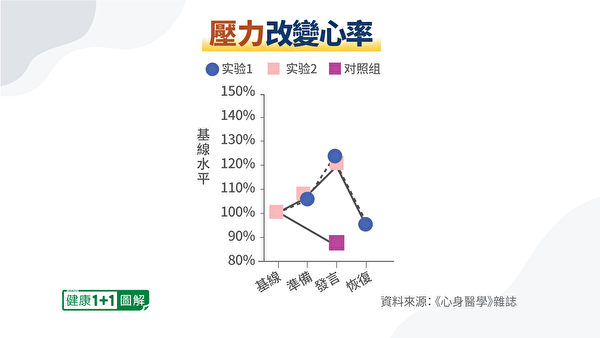 壓力改變心率
实验1 实验2 对照组
150%
140%
130%
120%
110%
100%
90%
80%
基線水平
基線 準備 發言 恢復
健康1+1 圖解
資料來源：《心身醫學》雜誌